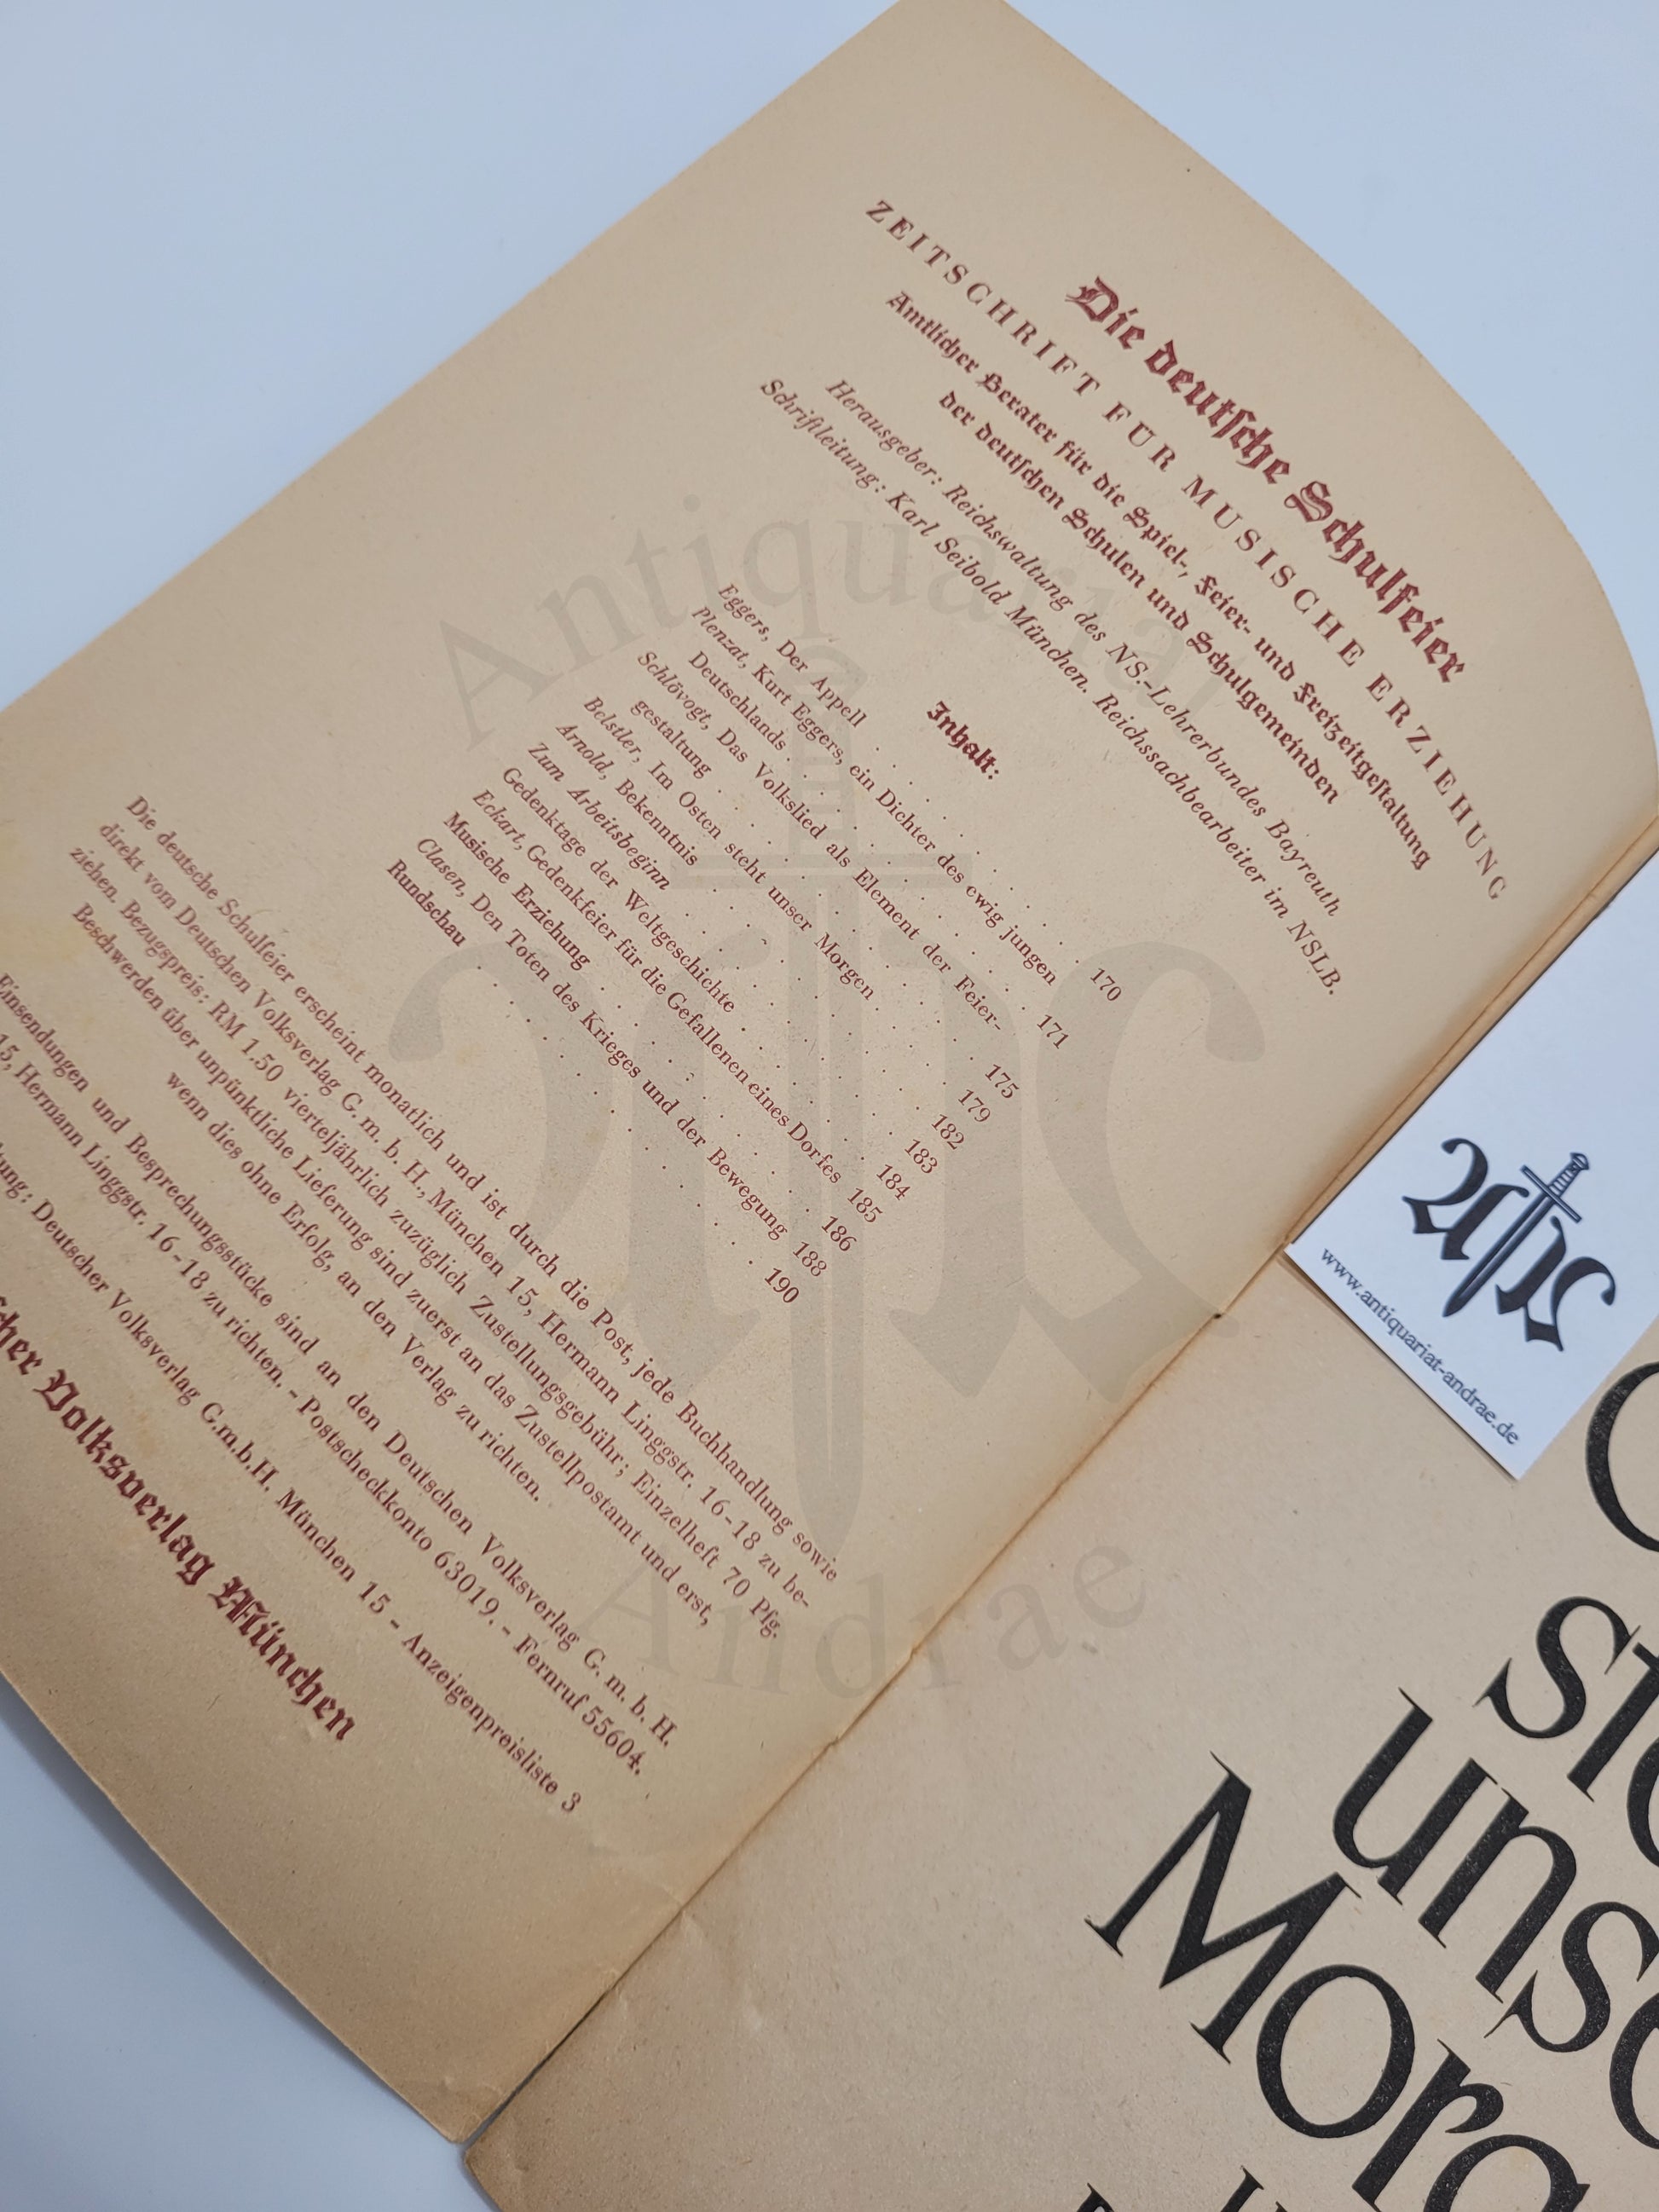 Die deutsche Schulfeier
ZEITSCHRIFT FÜR MUSISCHE ERZIEHUNG
Amtlicher Berater für die Spiel-, Feier- und Freizeitgestaltung
der deutschen Schulen und Schulgemeinden
Herausgeber: Reichswaltung des NS.-Lehrerbundes Bayreuth
Schriftleitung: Karl Seibold München. Reichssachbearbeiter im NSLB.
Inhalt:
Eggers, Der Appell . . . . . . . . 170
Plenzat, Kurt Eggers, ein Dichter des ewig jungen
Deutschlands . . . . . . . . 171
Schlövogt, Das Volkslied als Element der Feier-
gestaltung . . . . . . . . 175
Belstler, Im Osten steht unser Morgen . . . . 179
Arnold, Bekenntnis . . . . . . . . 182
Zum Arbeitsbeginn . . . . . . . . 183
Gedenktage der Weltgeschichte . . . . . . 184
Eckart, Gedenkfeier für die Gefallenen eines Dorfes 185
Musische Erziehung . . . . . . . . 186
Clasen, Den Toten des Krieges und der Bewegung 188
Rundschau . . . . . . . . 190
Die deutsche Schulfeier erscheint monatlich und ist durch die Post, jede Buchhandlung sowie
direkt vom Deutschen Volksverlag G. m. b. H., München 15, Hermann Linggstr. 16-18 zu be-
ziehen. Bezugspreis: RM 1.50 vierteljährlich zuzüglich Zustellungsgebühr; Einzelheft 70 Pfg.
Beschwerden über unpünktliche Lieferung sind zuerst an das Zustellpostamt und erst,
wenn dies ohne Erfolg, an den Verlag zu richten.
Einsendungen und Besprechungsstücke sind an den Deutschen Volksverlag G. m. b. H.
15, Hermann Linggstr. 16-18 zu richten. - Postscheckkonto 63019. - Fernruf 55604.
Deutscher Volksverlag G.m.b.H. München 15 - Anzeigenpreisliste 3
Volksverlag München
www.antiquariat-andrae.de
Antiquariat
Andrae